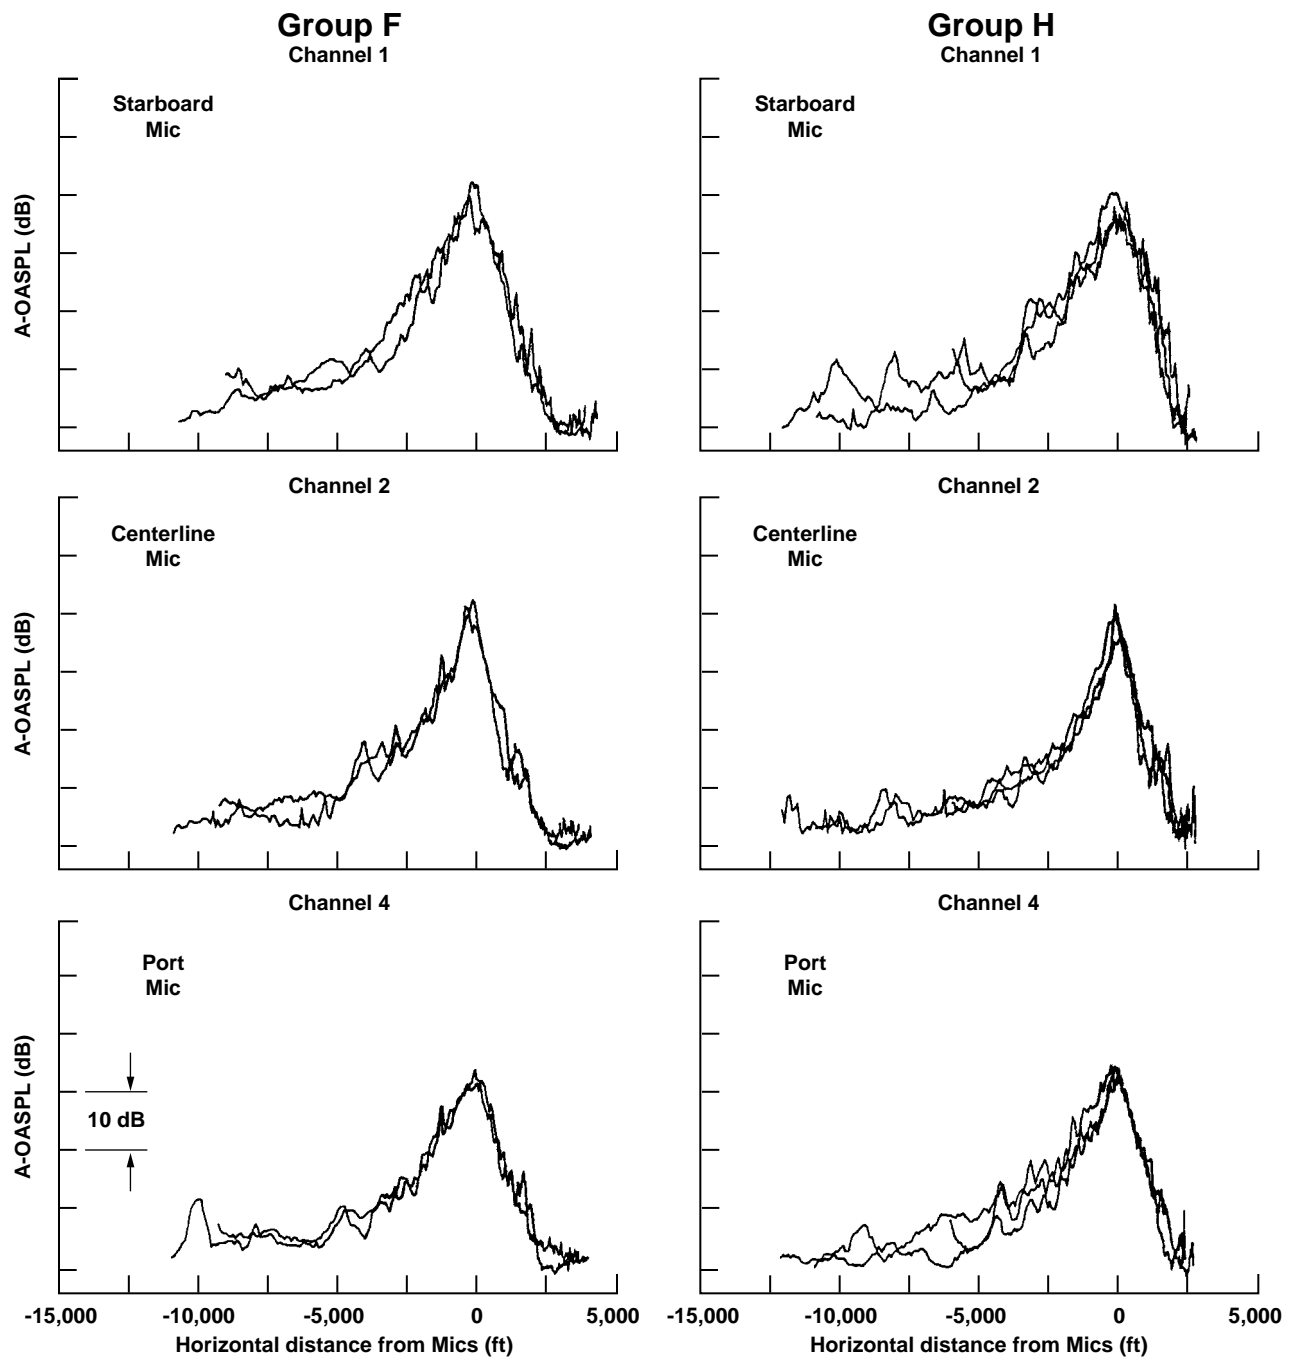 Group F
Channel 1
Group H
Channel 1
Starboard
Mic
Starboard
Mic
A-OASPL (dB)
Channel 2
Channel 2
Centerline
Mic
Centerline
Mic
A-OASPL (dB)
Channel 4
Channel 4
Port
Mic
Port
Mic
A-OASPL (dB)
10 dB
-15,000 -10,000 -5,000 0 5,000
Horizontal distance from Mics (ft)
-15,000 -10,000 -5,000 0 5,000
Horizontal distance from Mics (ft)